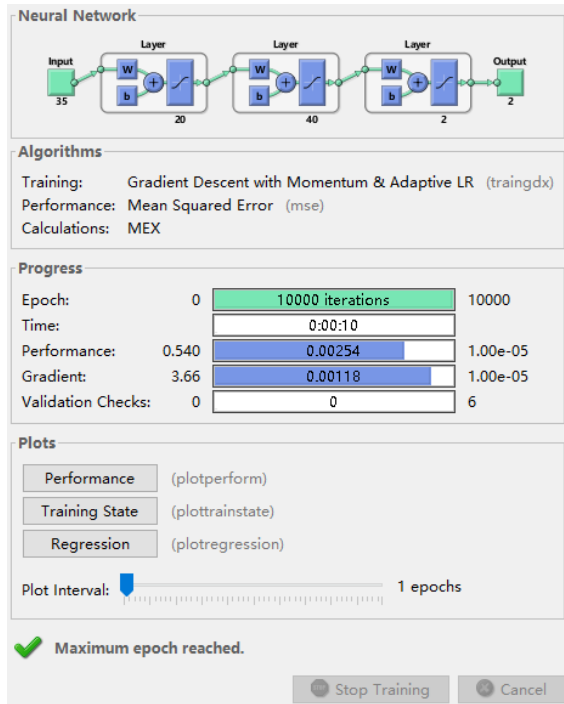 Neural Network
Layer Layer Layer
Input Output
W W W
b b b
35 2
20 40 2
Algorithms
Training: Gradient Descent with Momentum & Adaptive LR (traingdx)
Performance: Mean Squared Error (mse)
Calculations: MEX
Progress
Epoch: 0 10000 iterations 10000
Time: 0:00:10
Performance: 0.540 0.00254 1.00e-05
Gradient: 3.66 0.00118 1.00e-05
Validation Checks: 0 0 6
Plots
Performance (plotperform)
Training State (plottrainstate)
Regression (plotregression)
Plot Interval: 1 epochs
Maximum epoch reached.
Stop Training Cancel